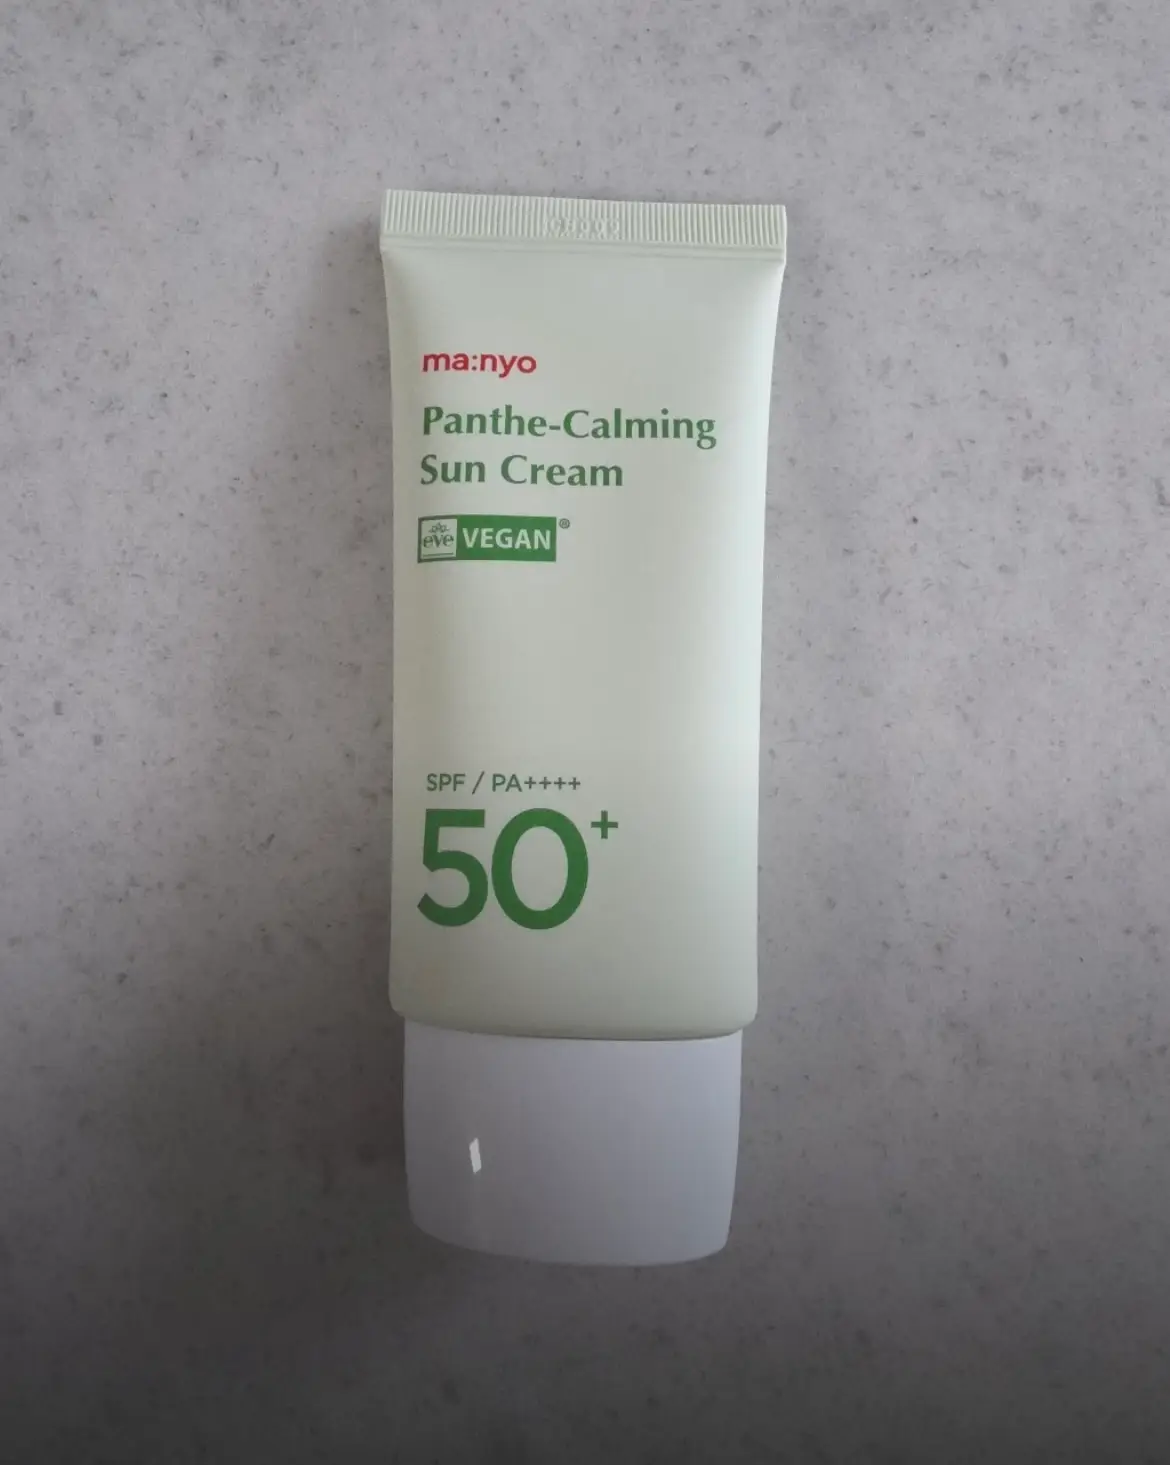 ma:nyo
Panthe-Calming
Sun Cream
eve VEGAN®
SPF / PA++++
50+